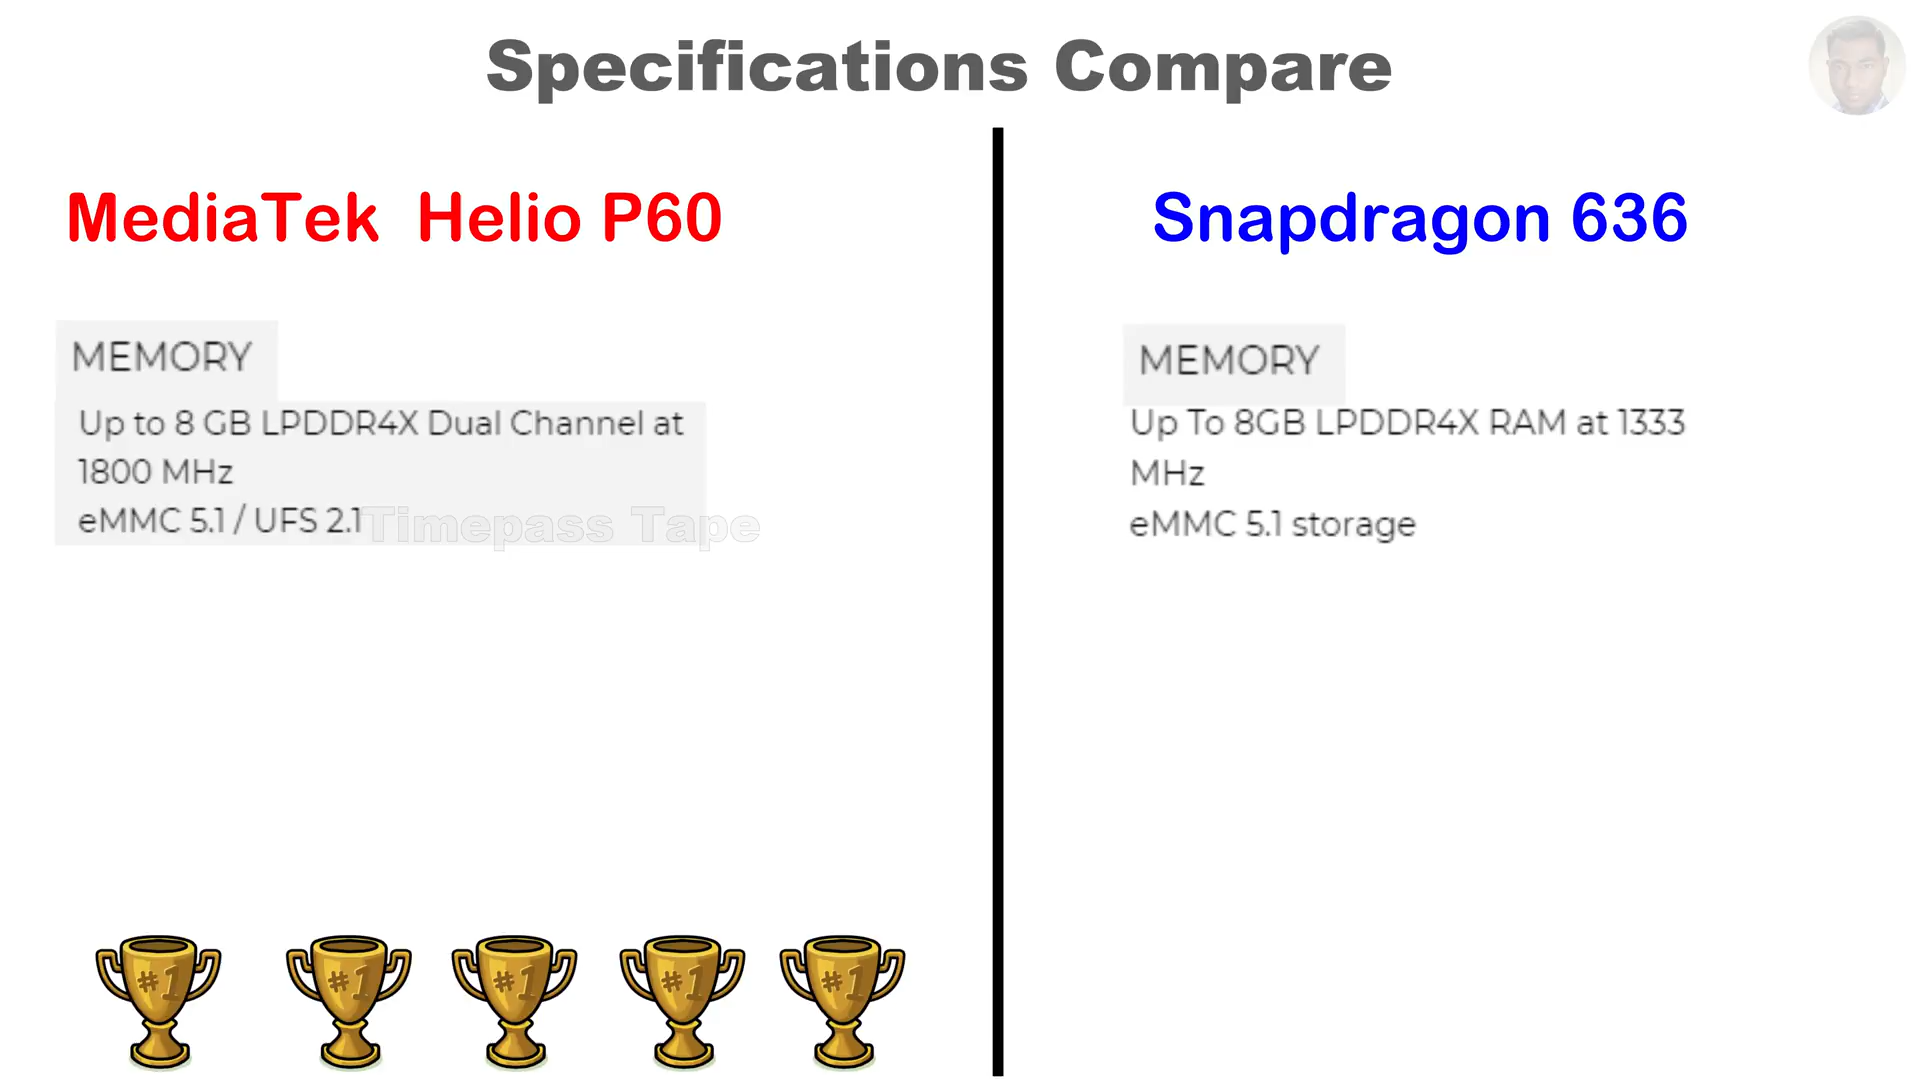 Specifications Compare
MediaTek Helio P60
MEMORY
Up to 8 GB LPDDR4X Dual Channel at
1800 MHz
eMMC 5.1 / UFS 2.1
Timepass Tape
Snapdragon 636
MEMORY
Up To 8GB LPDDR4X RAM at 1333
MHz
eMMC 5.1 storage
#1
#1
#1
#1
#1